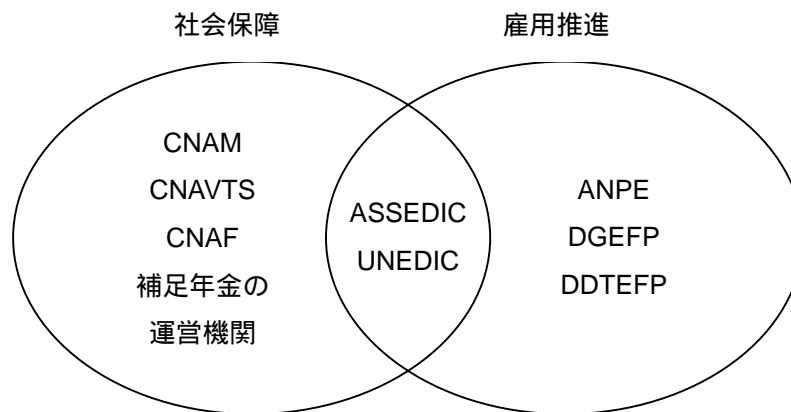 社会保障
雇用推進
CNAM
CNAVTS
CNAF
補足年金の
運営機関
ASSEDIC
UNEDIC
ANPE
DGEFP
DDTEFP